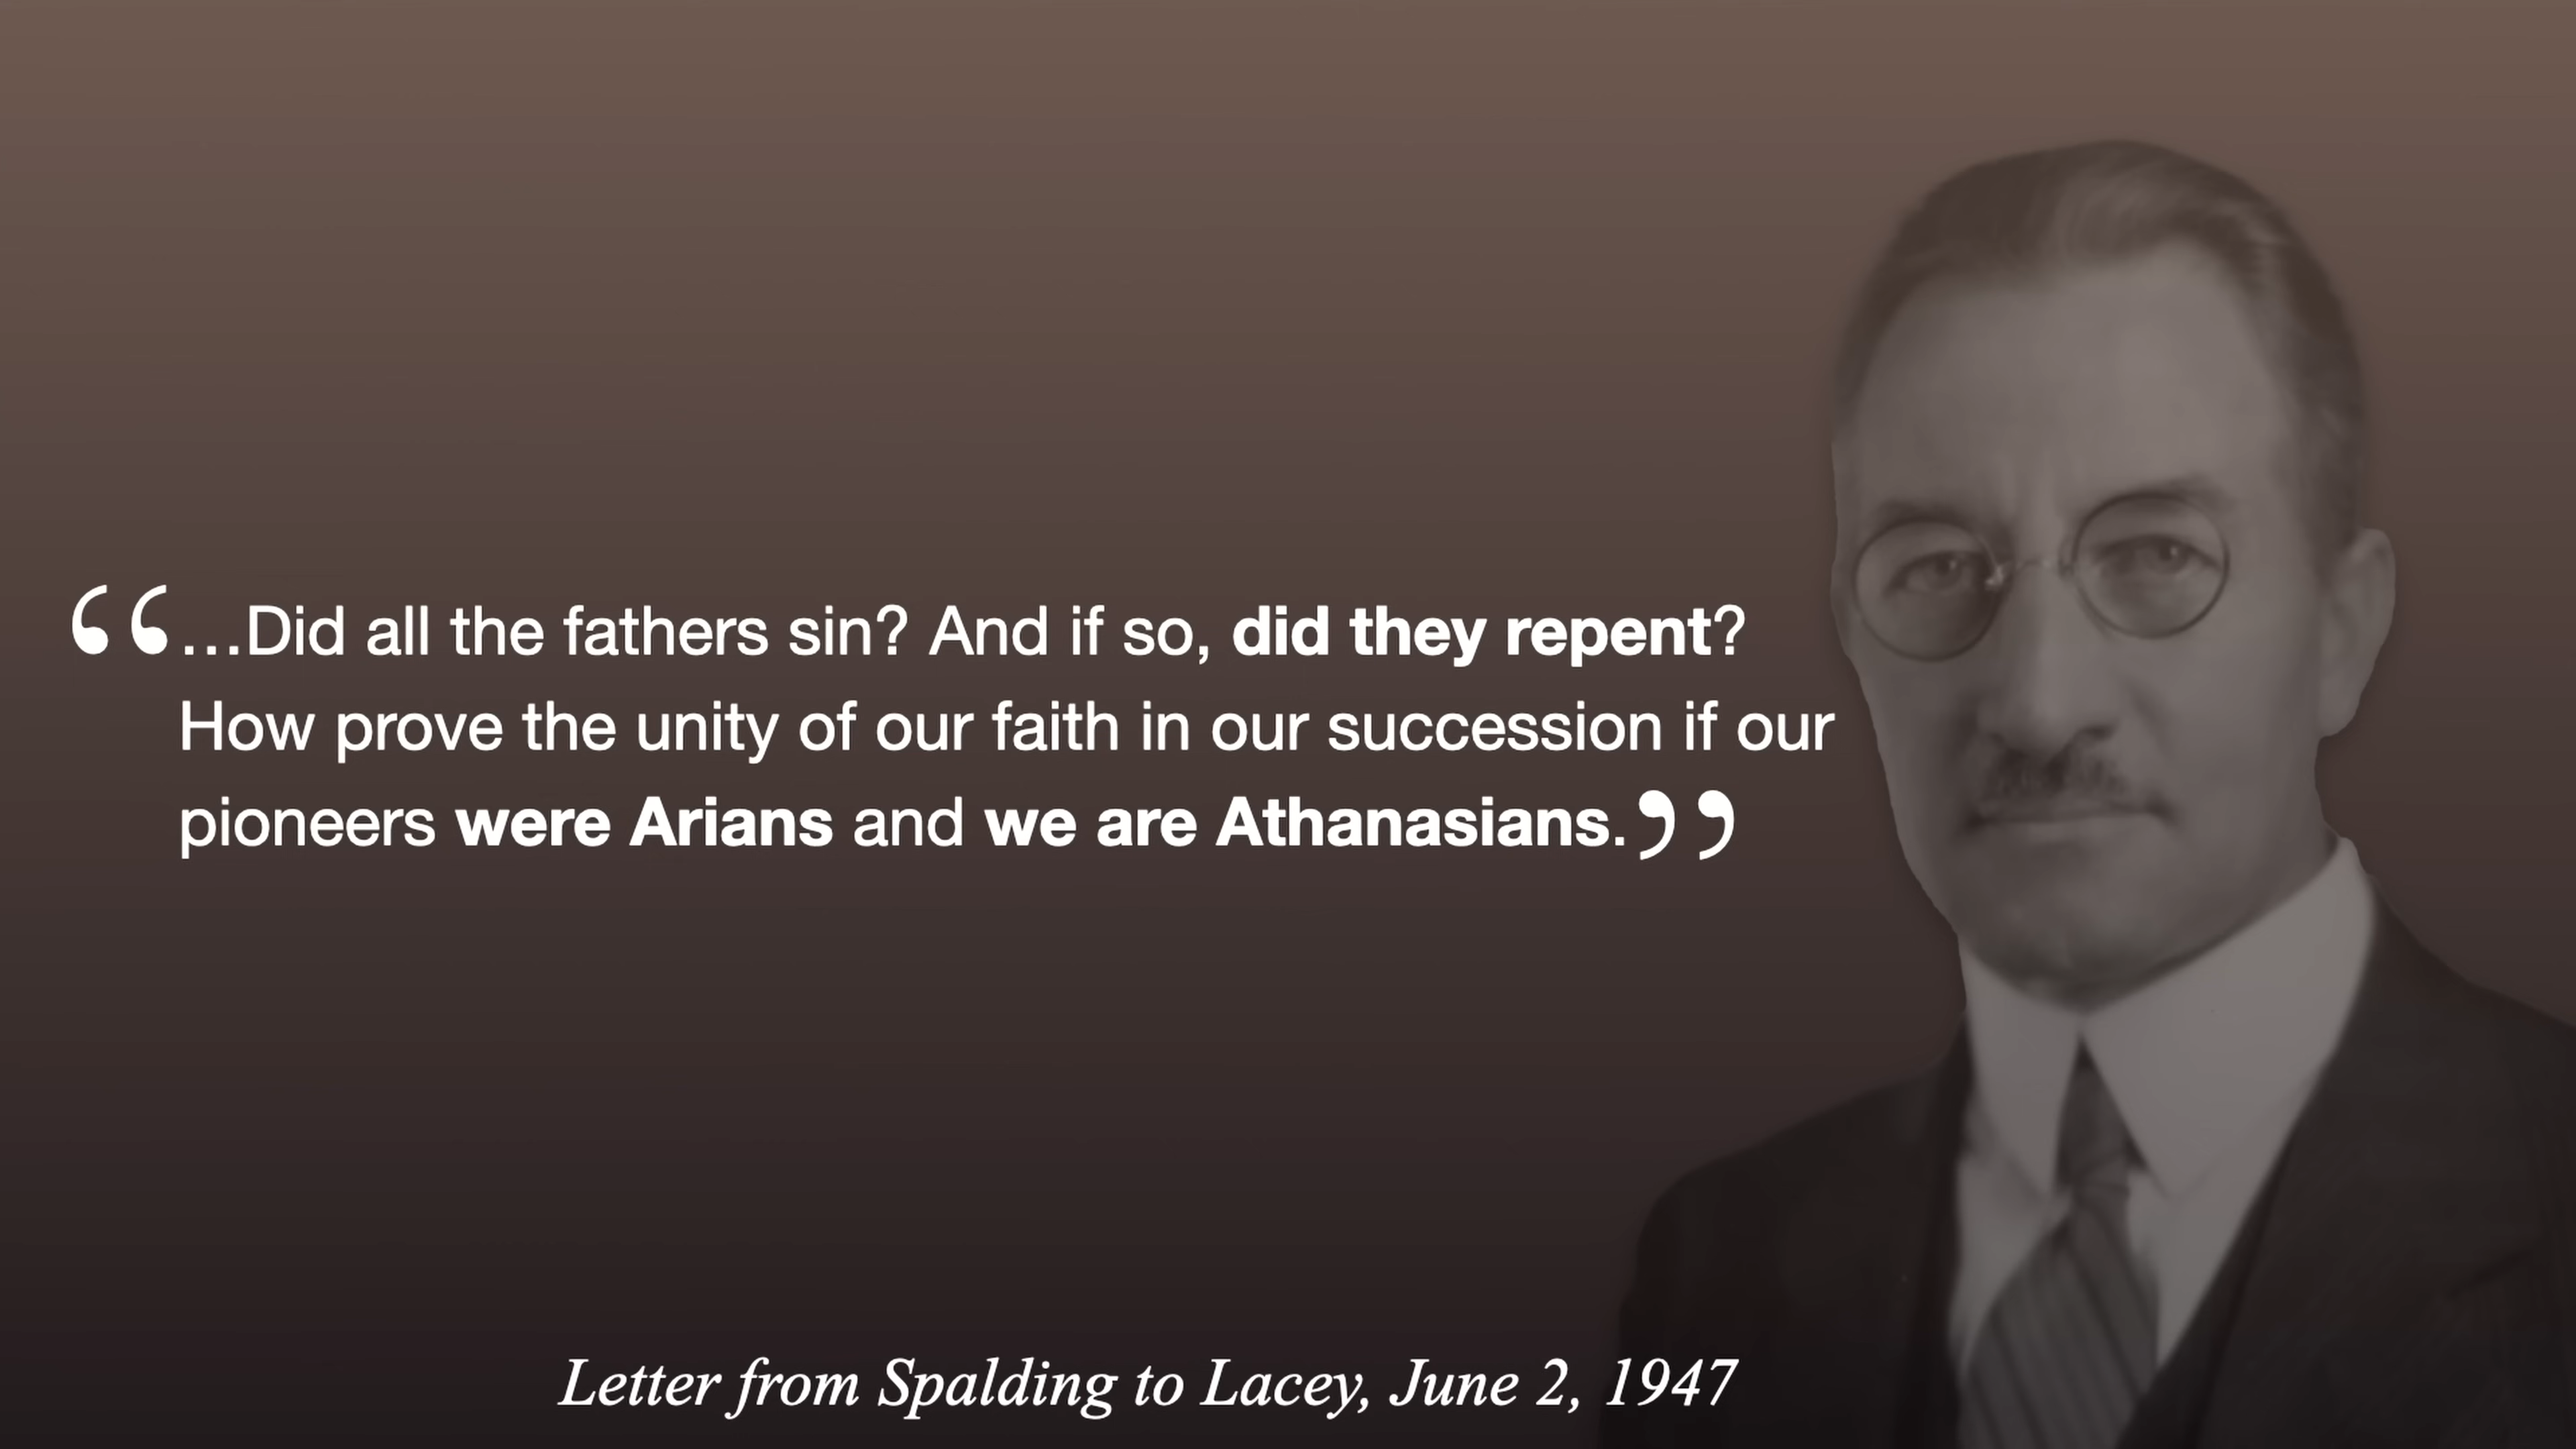 “...Did all the fathers sin? And if so, did they repent?
How prove the unity of our faith in our succession if our
pioneers were Arians and we are Athanasians.”
Letter from Spalding to Lacey, June 2, 1947